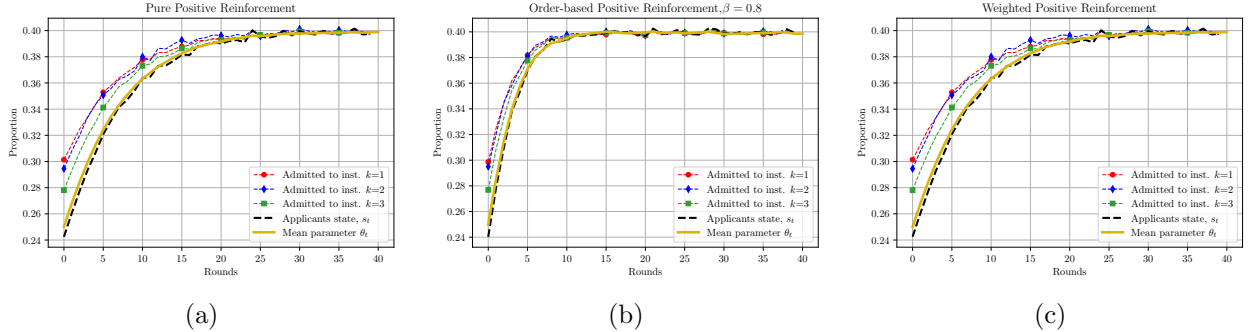 Pure Positive Reinforcement
0.40
0.38
0.36
0.34
0.32
0.30
0.28
0.26
0.24
Proportion
0 5 10 15 20 25 30 35 40
Rounds
Admitted to inst. k=1
Admitted to inst. k=2
Admitted to inst. k=3
Applicants state, s_t
Mean parameter θ_t
(a)
Order-based Positive Reinforcement, β = 0.8
0.40
0.38
0.36
0.34
0.32
0.30
0.28
0.26
0.24
Proportion
0 5 10 15 20 25 30 35 40
Rounds
Admitted to inst. k=1
Admitted to inst. k=2
Admitted to inst. k=3
Applicants state, s_t
Mean parameter θ_t
(b)
Weighted Positive Reinforcement
0.40
0.38
0.36
0.34
0.32
0.30
0.28
0.26
0.24
Proportion
0 5 10 15 20 25 30 35 40
Rounds
Admitted to inst. k=1
Admitted to inst. k=2
Admitted to inst. k=3
Applicants state, s_t
Mean parameter θ_t
(c)